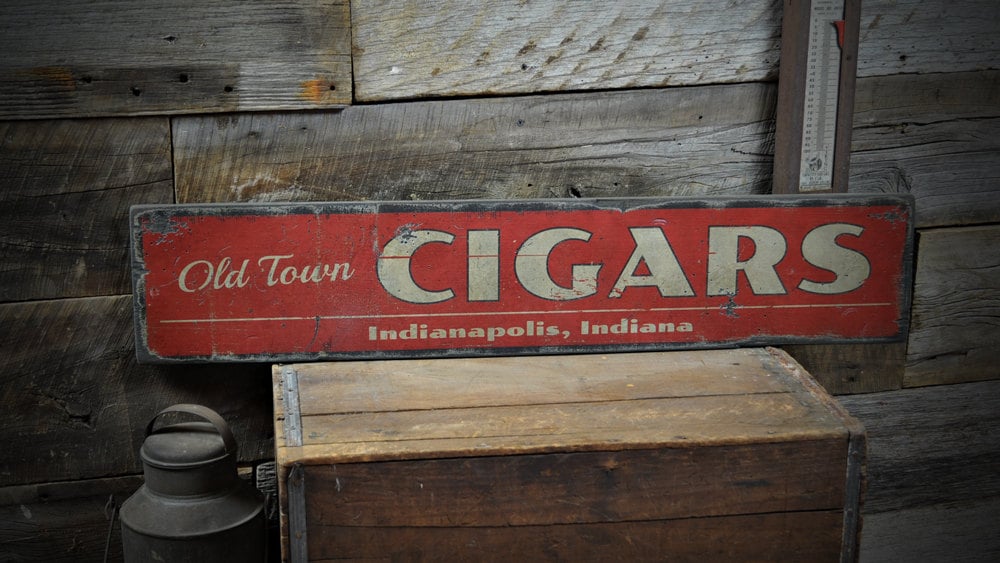 Old Town CIGARS
Indianapolis, Indiana